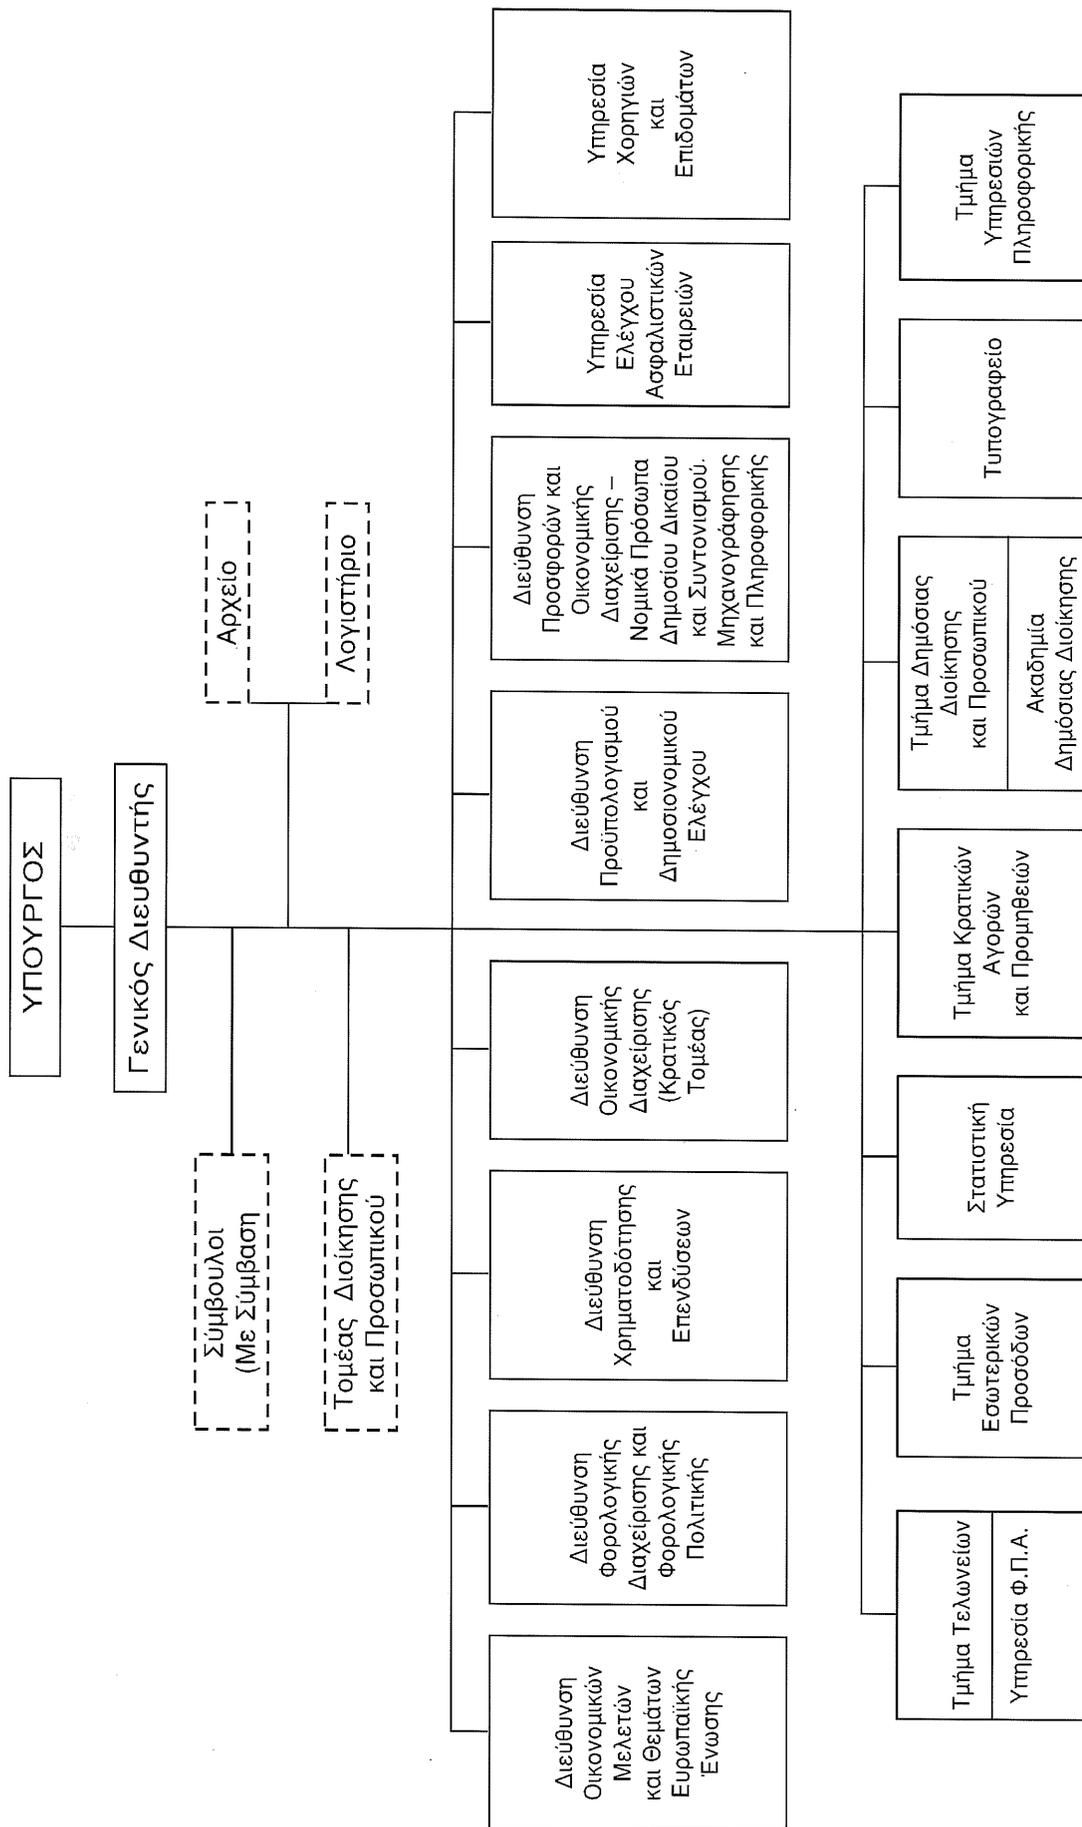 ΥΠΟΥΡΓΟΣ
Γενικός Διευθυντής
Σύμβουλοι
(Με Σύμβαση)
Αρχείο
Τομέας Διοίκησης
και Προσωπικού
Λογιστήριο
Διεύθυνση
Οικονομικών
Μελετών
και Θεμάτων
Ευρωπαϊκής
Ένωσης
Διεύθυνση
Φορολογικής
Διαχείρισης και
Φορολογικής
Πολιτικής
Διεύθυνση
Χρηματοδότησης
και
Επενδύσεων
Διεύθυνση
Οικονομικής
Διαχείρισης
(Κρατικός
Τομέας)
Διεύθυνση
Προϋπολογισμού
και
Δημοσιονομικού
Ελέγχου
Διεύθυνση
Προσφορών και
Οικονομικής
Διαχείρισης –
Νομικά Πρόσωπα
Δημοσίου Δικαίου
και Συντονισμού.
Μηχανογράφησης
και Πληροφορικής
Υπηρεσία
Ελέγχου
Ασφαλιστικών
Εταιρειών
Υπηρεσία
Χορηγιών
και
Επιδομάτων
Τμήμα Τελωνείων
Υπηρεσία Φ.Π.Α.
Τμήμα
Εσωτερικών
Προσόδων
Στατιστική
Υπηρεσία
Τμήμα Κρατικών
Αγορών
και Προμηθειών
Τμήμα Δημόσιας
Διοίκησης
και Προσωπικού
Ακαδημία
Δημόσιας Διοίκησης
Τυπογραφείο
Τμήμα
Υπηρεσιών
Πληροφορικής